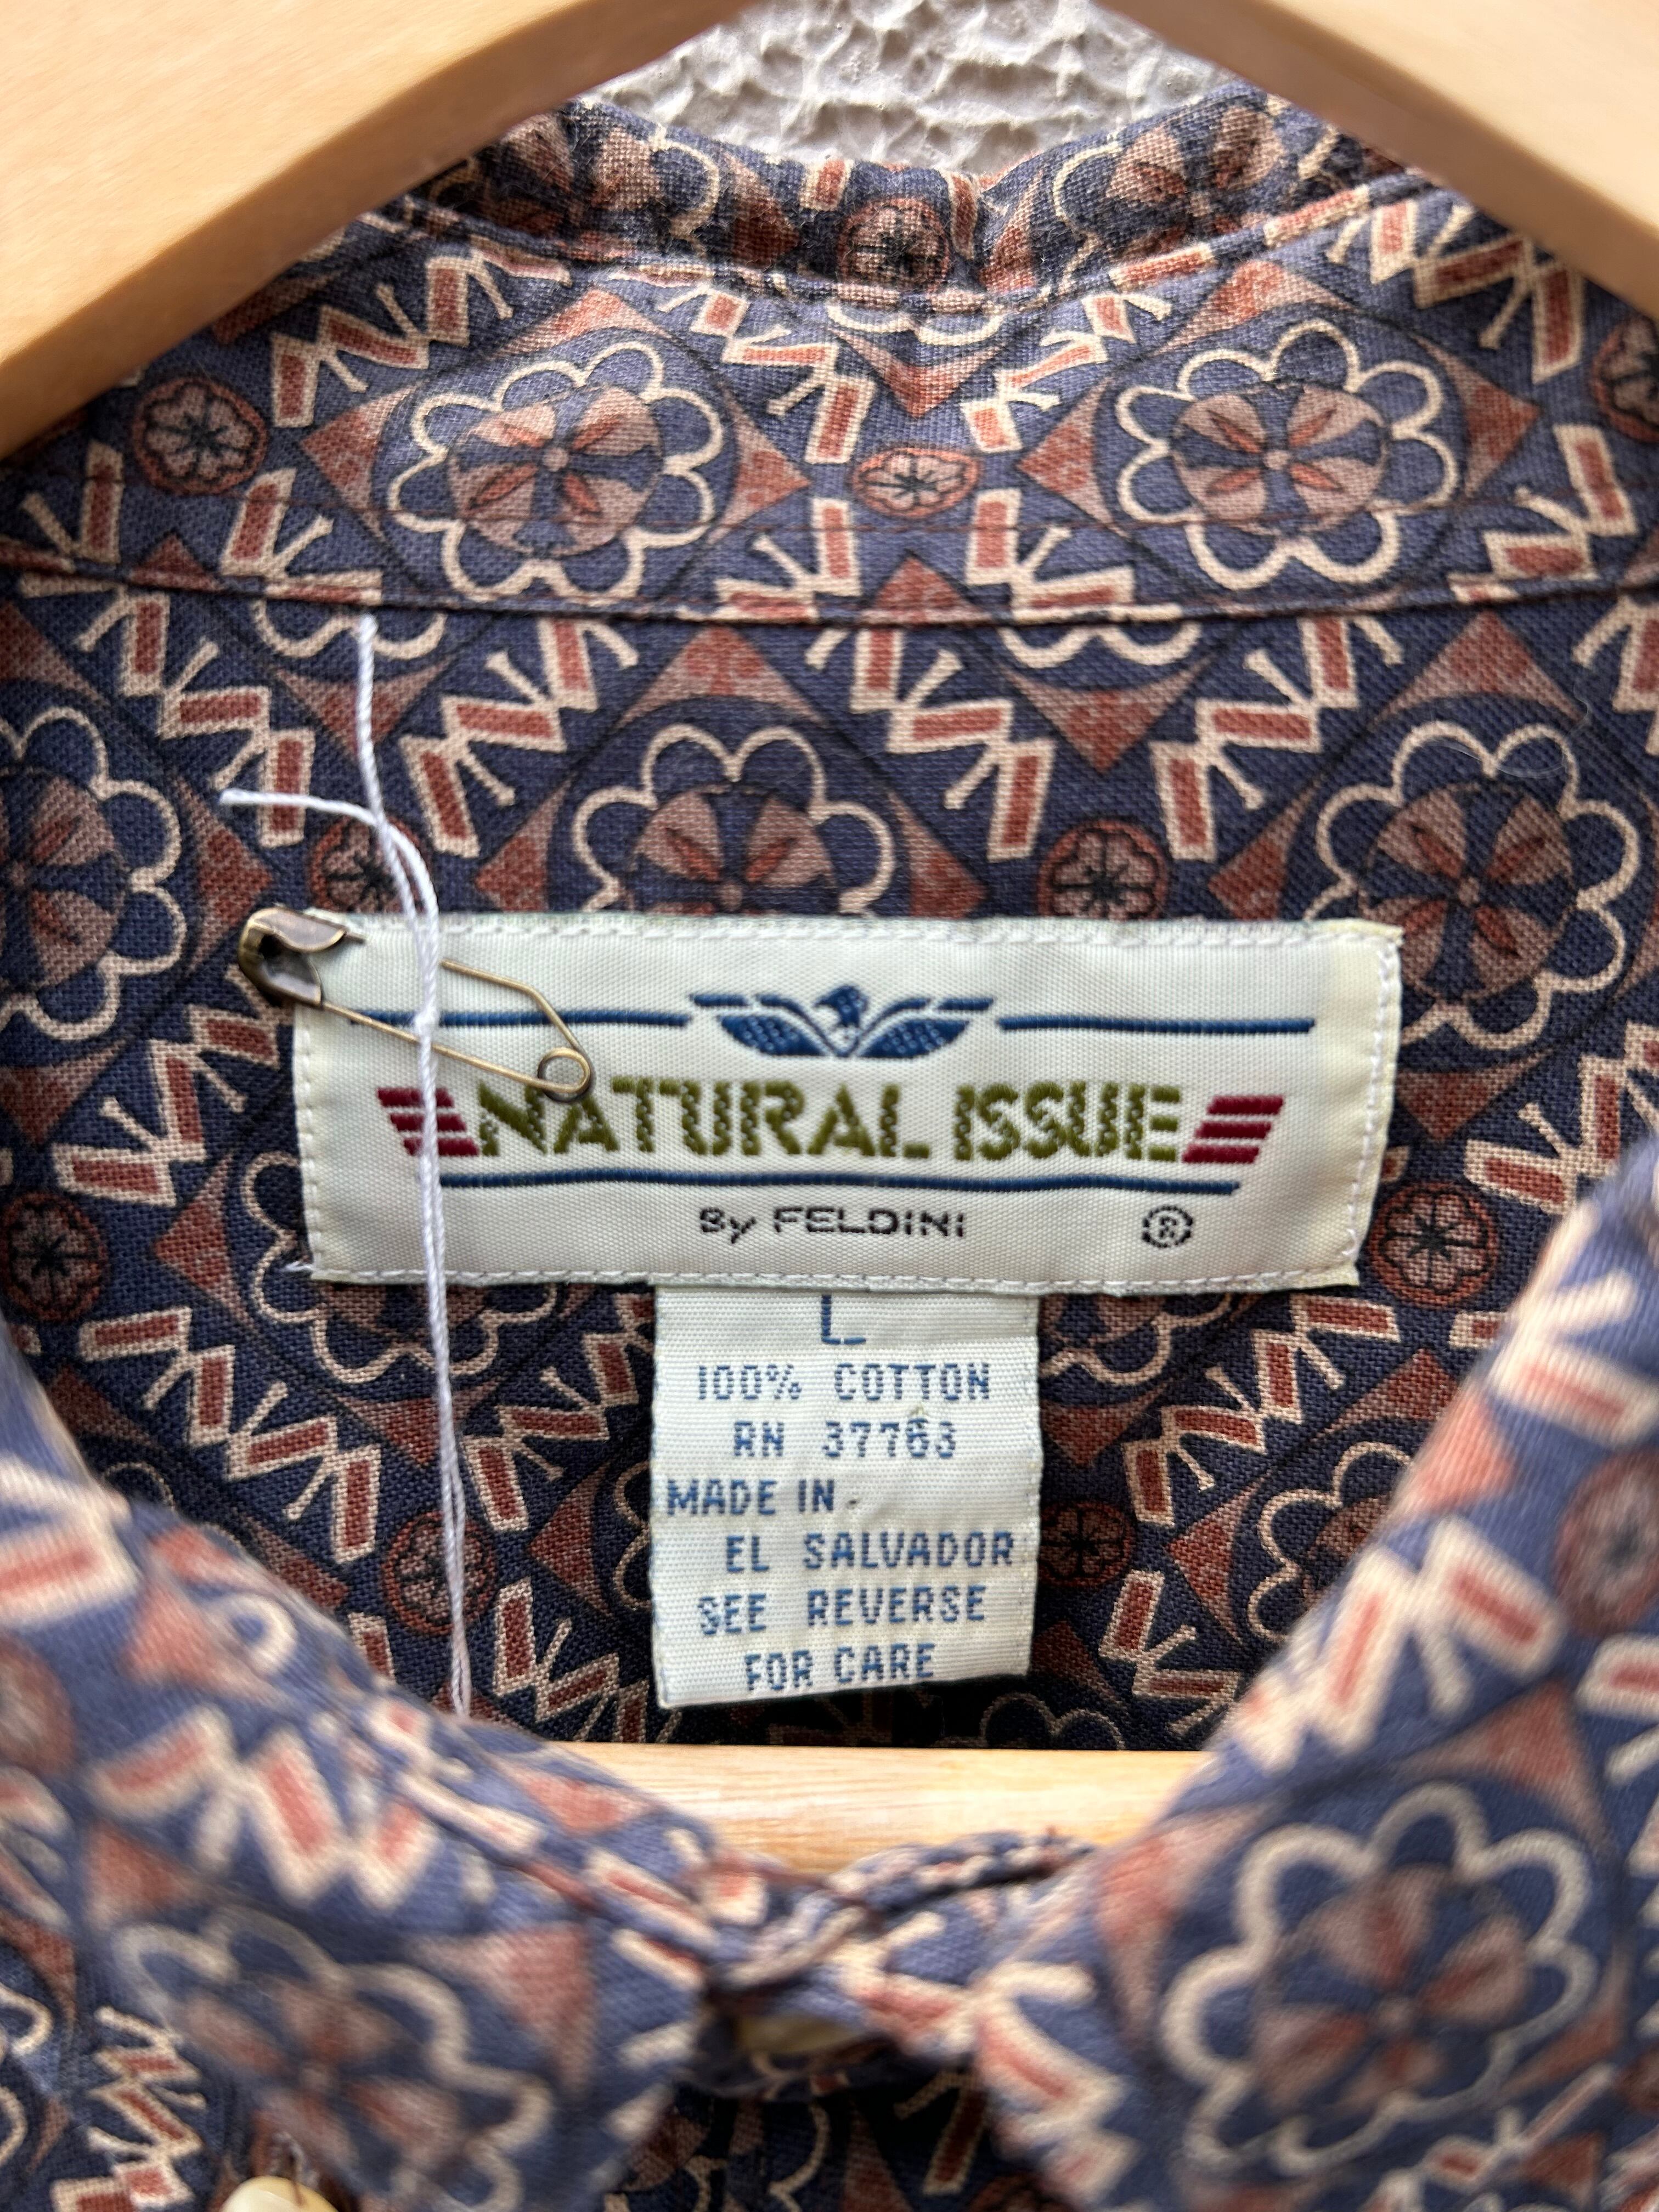 NATURAL ISSUE
By FELDINI ®
L
100% COTTON
RN 37763
MADE IN
EL SALVADOR
SEE REVERSE
FOR CARE